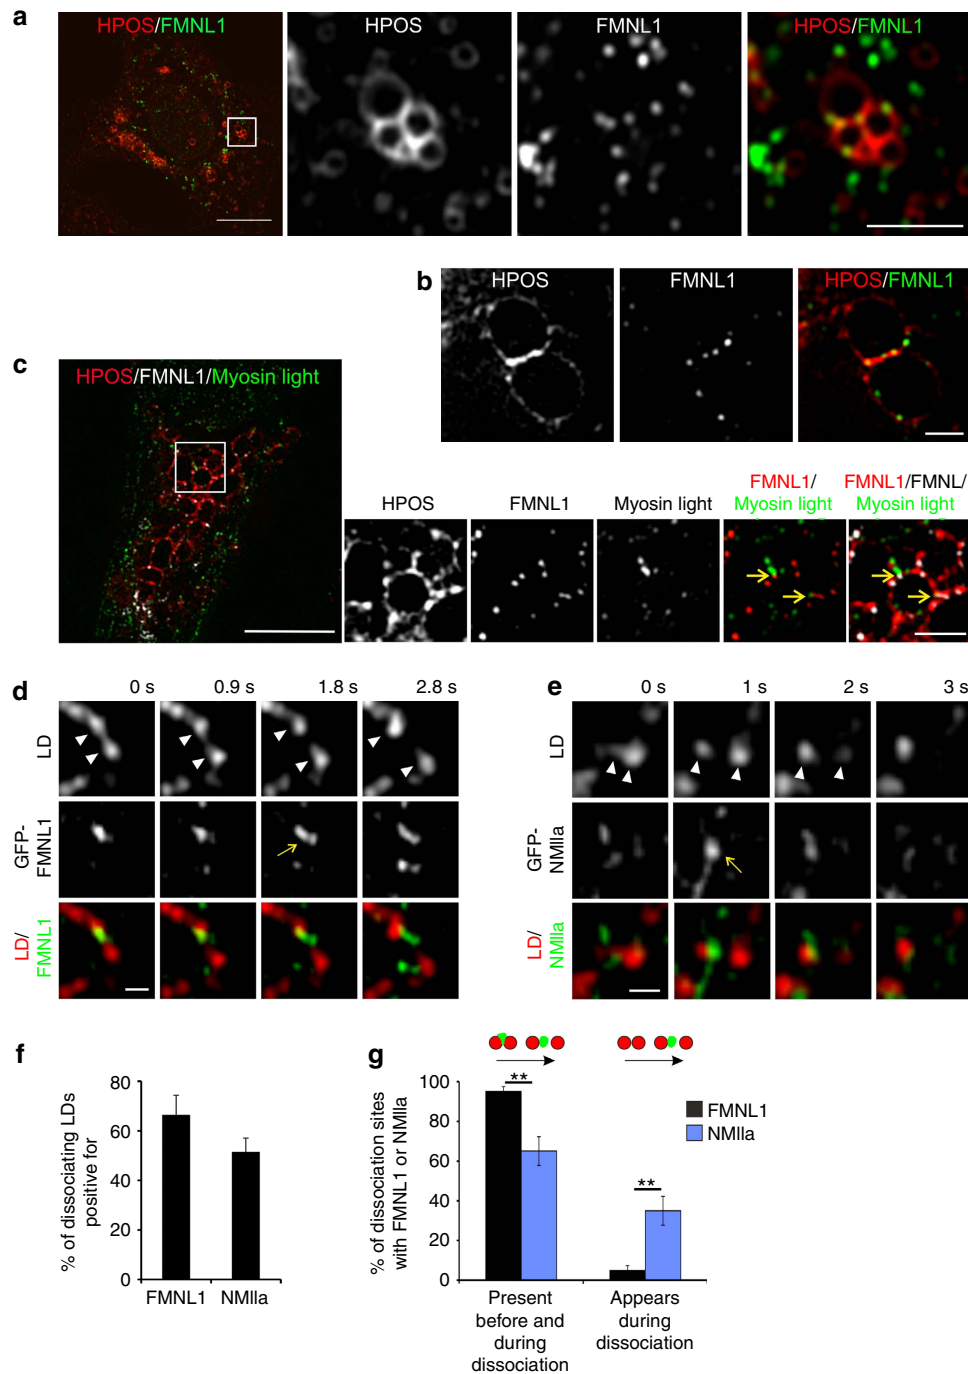 a
HPOS/FMNL1
HPOS
FMNL1
HPOS/FMNL1
b
HPOS
FMNL1
HPOS/FMNL1
c
HPOS/FMNL1/Myosin light
HPOS
FMNL1
Myosin light
FMNL1/
Myosin light
FMNL1/FMNL/
Myosin light
d
0 s
0.9 s
1.8 s
2.8 s
LD
GFP-
FMNL1
LD/
FMNL1
e
0 s
1 s
2 s
3 s
LD
GFP-
NMIIa
LD/
NMIIa
f
% of dissociating LDs
positive for
80
60
40
20
0
FMNL1
NMIIa
g
% of dissociation sites
with FMNL1 or NMIIa
100
80
60
40
20
0
**
**
FMNL1
NMIIa
Present
before and
during
dissociation
Appears
during
dissociation